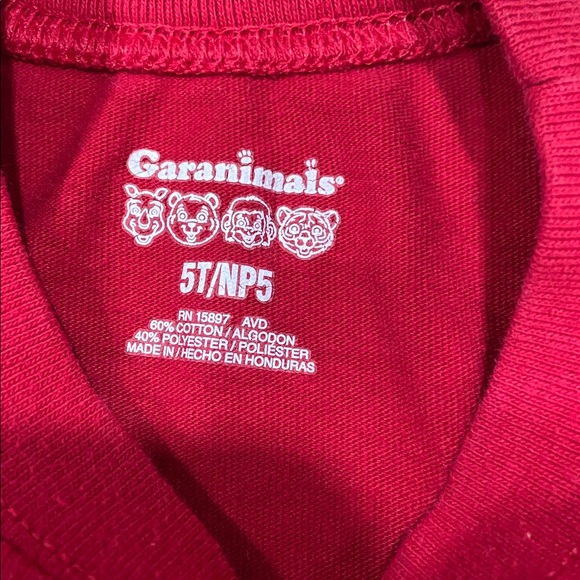 Garanimals®
5T/NP5
RN 15897 AVD
60% COTTON / ALGODON
40% POLYESTER / POLIÉSTER
MADE IN / HECHO EN HONDURAS